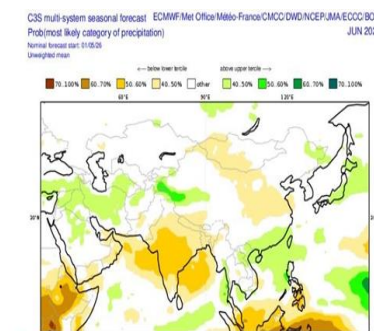 C3S multi-system seasonal forecast ECMWF/Met Office/Météo-France/CMCC/DWD/NCEP/JMA/ECCC/BO
Prob(most likely category of precipitation) JUN 202
Nominal forecast start: 01/05/26
Unweighted mean
<--- below lower tercile above upper tercile --->
70..100% 60..70% 50..60% 40..50% other 40..50% 50..60% 60..70% 70..100%
60°E 90°E 120°E
30°N